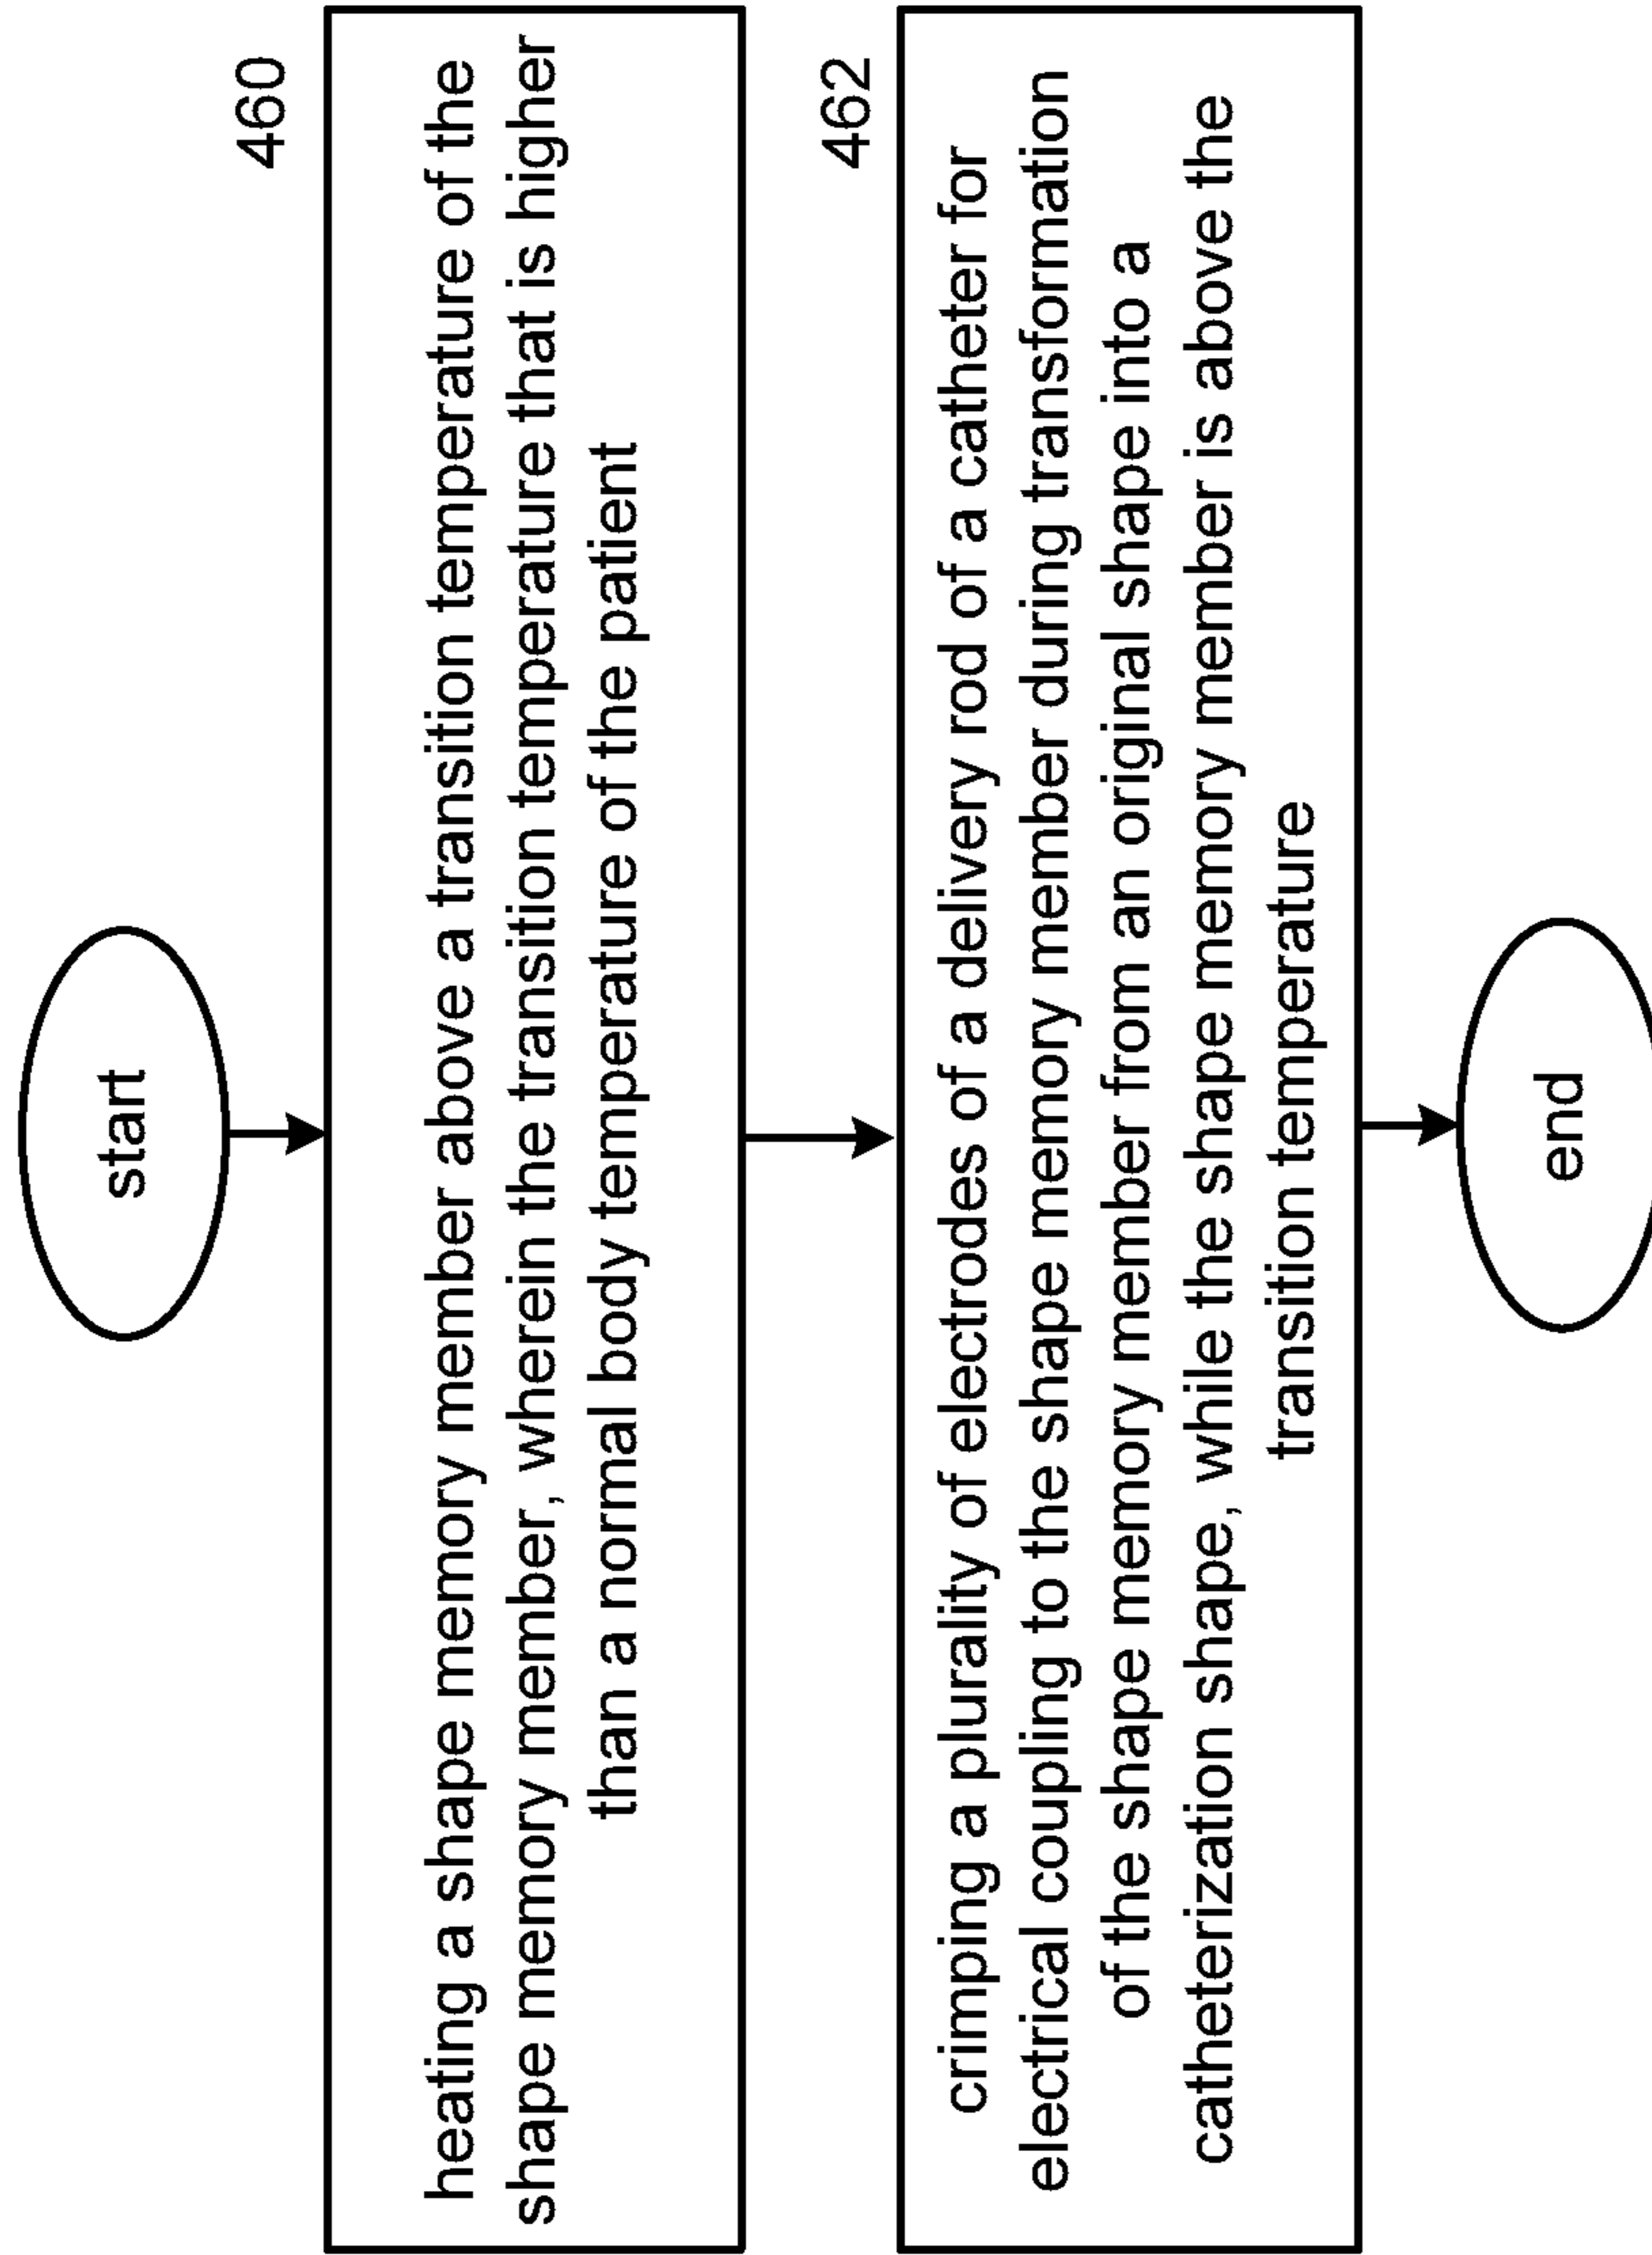 start
460
heating a shape memory member above a transition temperature of the
shape memory member, wherein the transition temperature that is higher
than a normal body temperature of the patient
462
crimping a plurality of electrodes of a delivery rod of a catheter for
electrical coupling to the shape memory member during transformation
of the shape memory member from an original shape into a
catheterization shape, while the shape memory member is above the
transition temperature
end